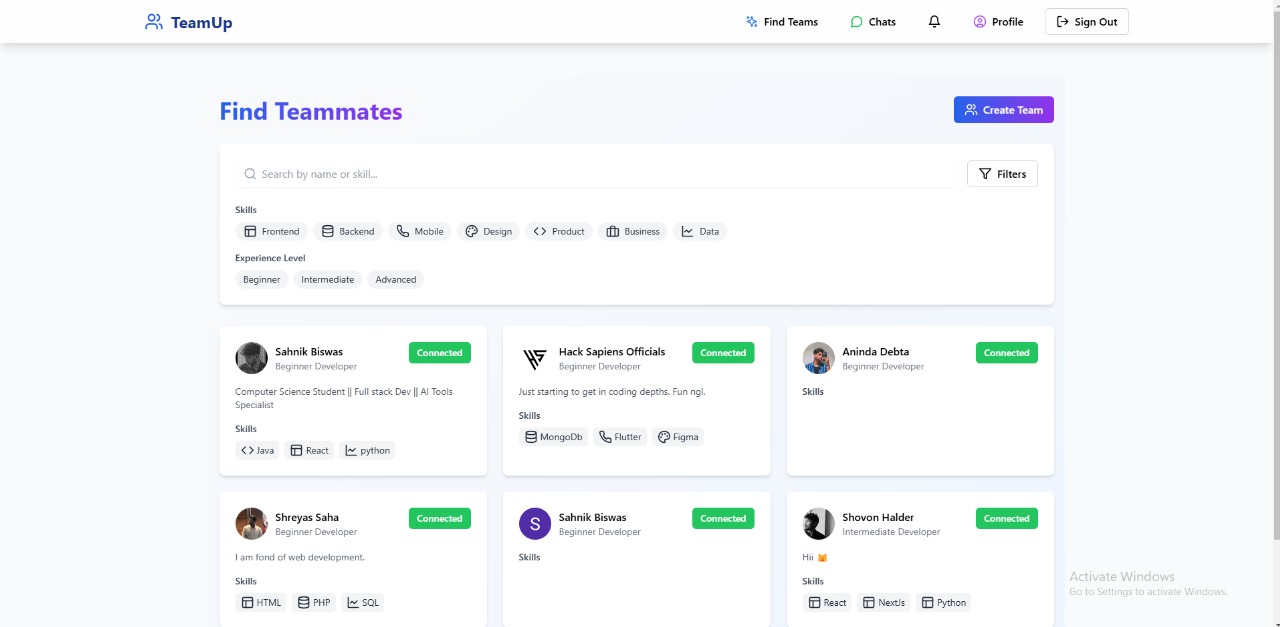 TeamUp
Find Teams Chats Profile Sign Out
Find Teammates
Create Team
Search by name or skill...
Filters
Skills
Frontend Backend Mobile Design Product Business Data
Experience Level
Beginner Intermediate Advanced
Sahnik Biswas
Beginner Developer
Connected
Computer Science Student || Full stack Dev || AI Tools
Specialist
Skills
Java React python
Hack Sapiens Officials
Beginner Developer
Connected
Just starting to get in coding depths. Fun ngl.
Skills
MongoDb Flutter Figma
Aninda Debta
Beginner Developer
Connected
Skills
Shreyas Saha
Beginner Developer
Connected
I am fond of web development.
Skills
HTML PHP SQL
S
Sahnik Biswas
Beginner Developer
Connected
Skills
Shovon Halder
Intermediate Developer
Connected
Hii 🐱
Skills
React NextJs Python
Activate Windows
Go to Settings to activate Windows.